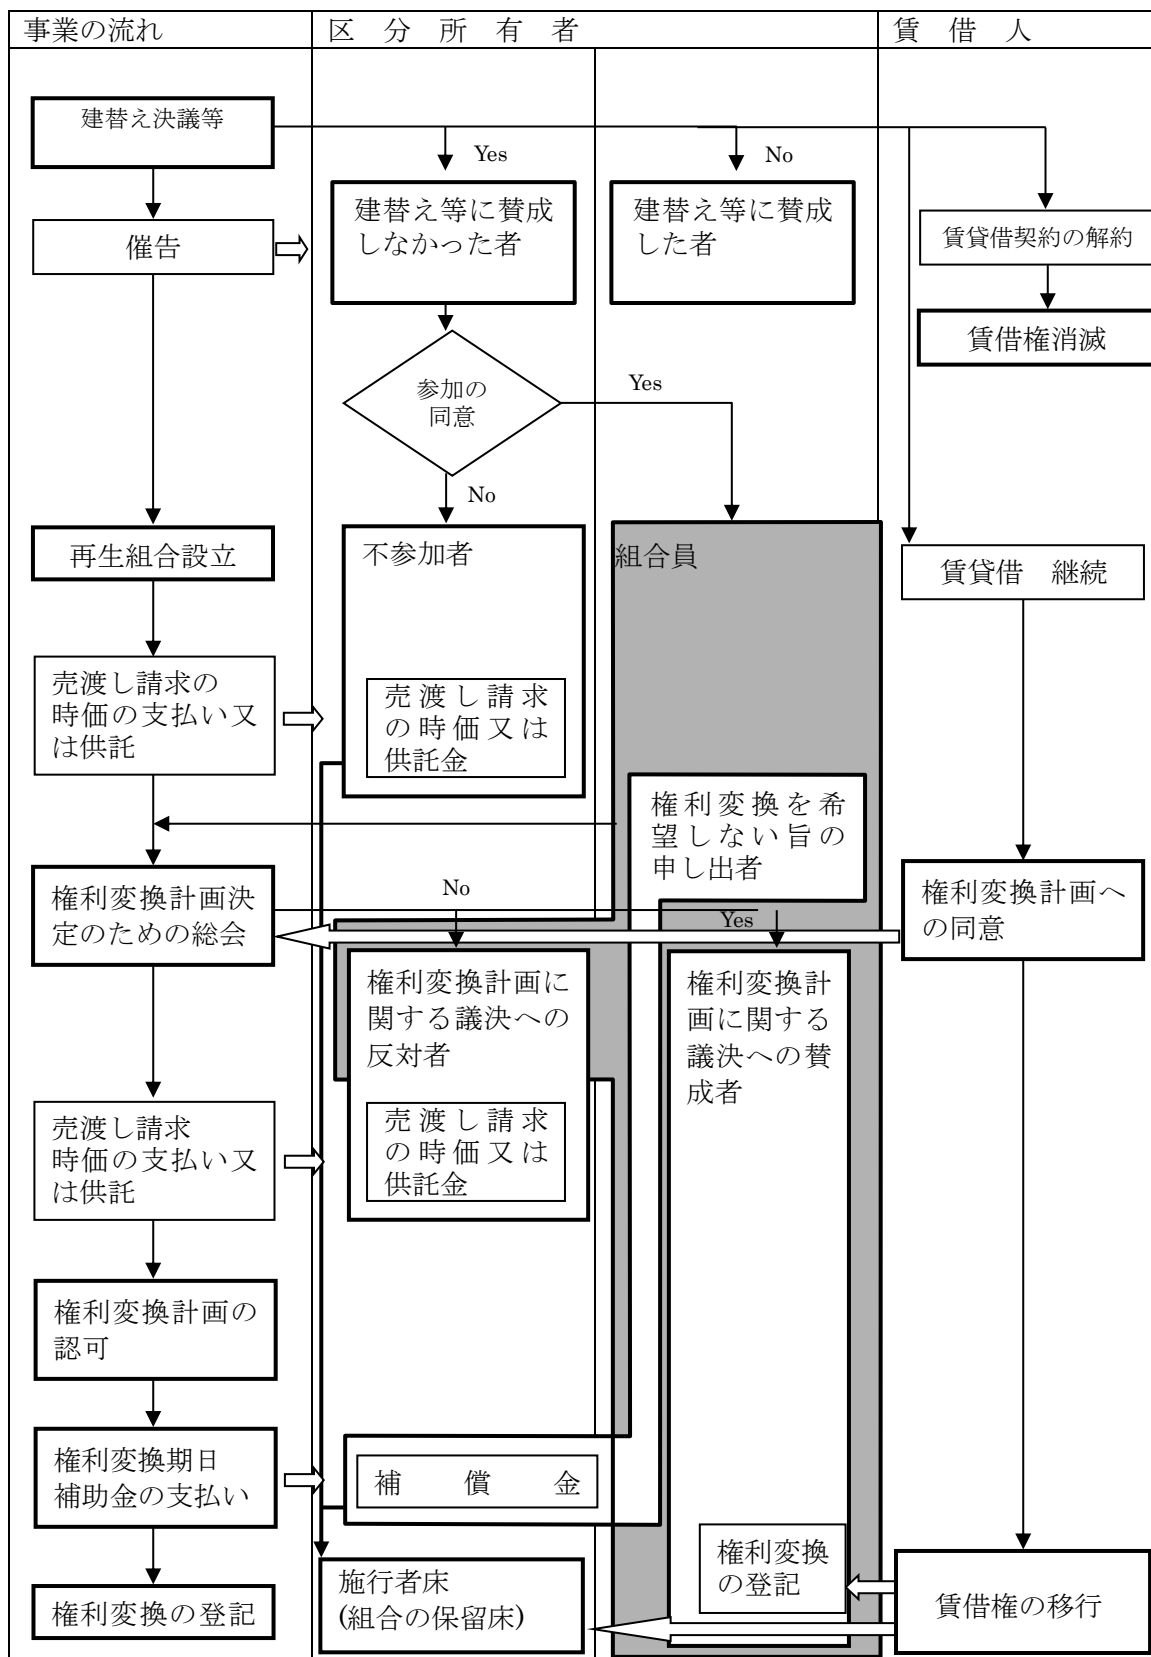 事業の流れ
区 分 所 有 者
賃 借 人
建替え決議等
Yes
No
建替え等に賛成
しなかった者
建替え等に賛成
した者
催告
賃貸借契約の解約
賃借権消滅
参加の
同意
Yes
No
再生組合設立
不参加者
組合員
賃貸借 継続
売渡し請求の
時価の支払い又
は供託
売渡し請求
の時価又は
供託金
権利変換を希
望しない旨の
申し出者
権利変換計画決
定のための総会
No
Yes
権利変換計画へ
の同意
権利変換計画に
関する議決への
反対者
権利変換計
画に関する
議決への賛
成者
売渡し請求
時価の支払い又
は供託
売渡し請求
の時価又は
供託金
権利変換計画の
認可
権利変換期日
補助金の支払い
補 償 金
権利変換
の登記
施行者床
(組合の保留床)
賃借権の移行
権利変換の登記